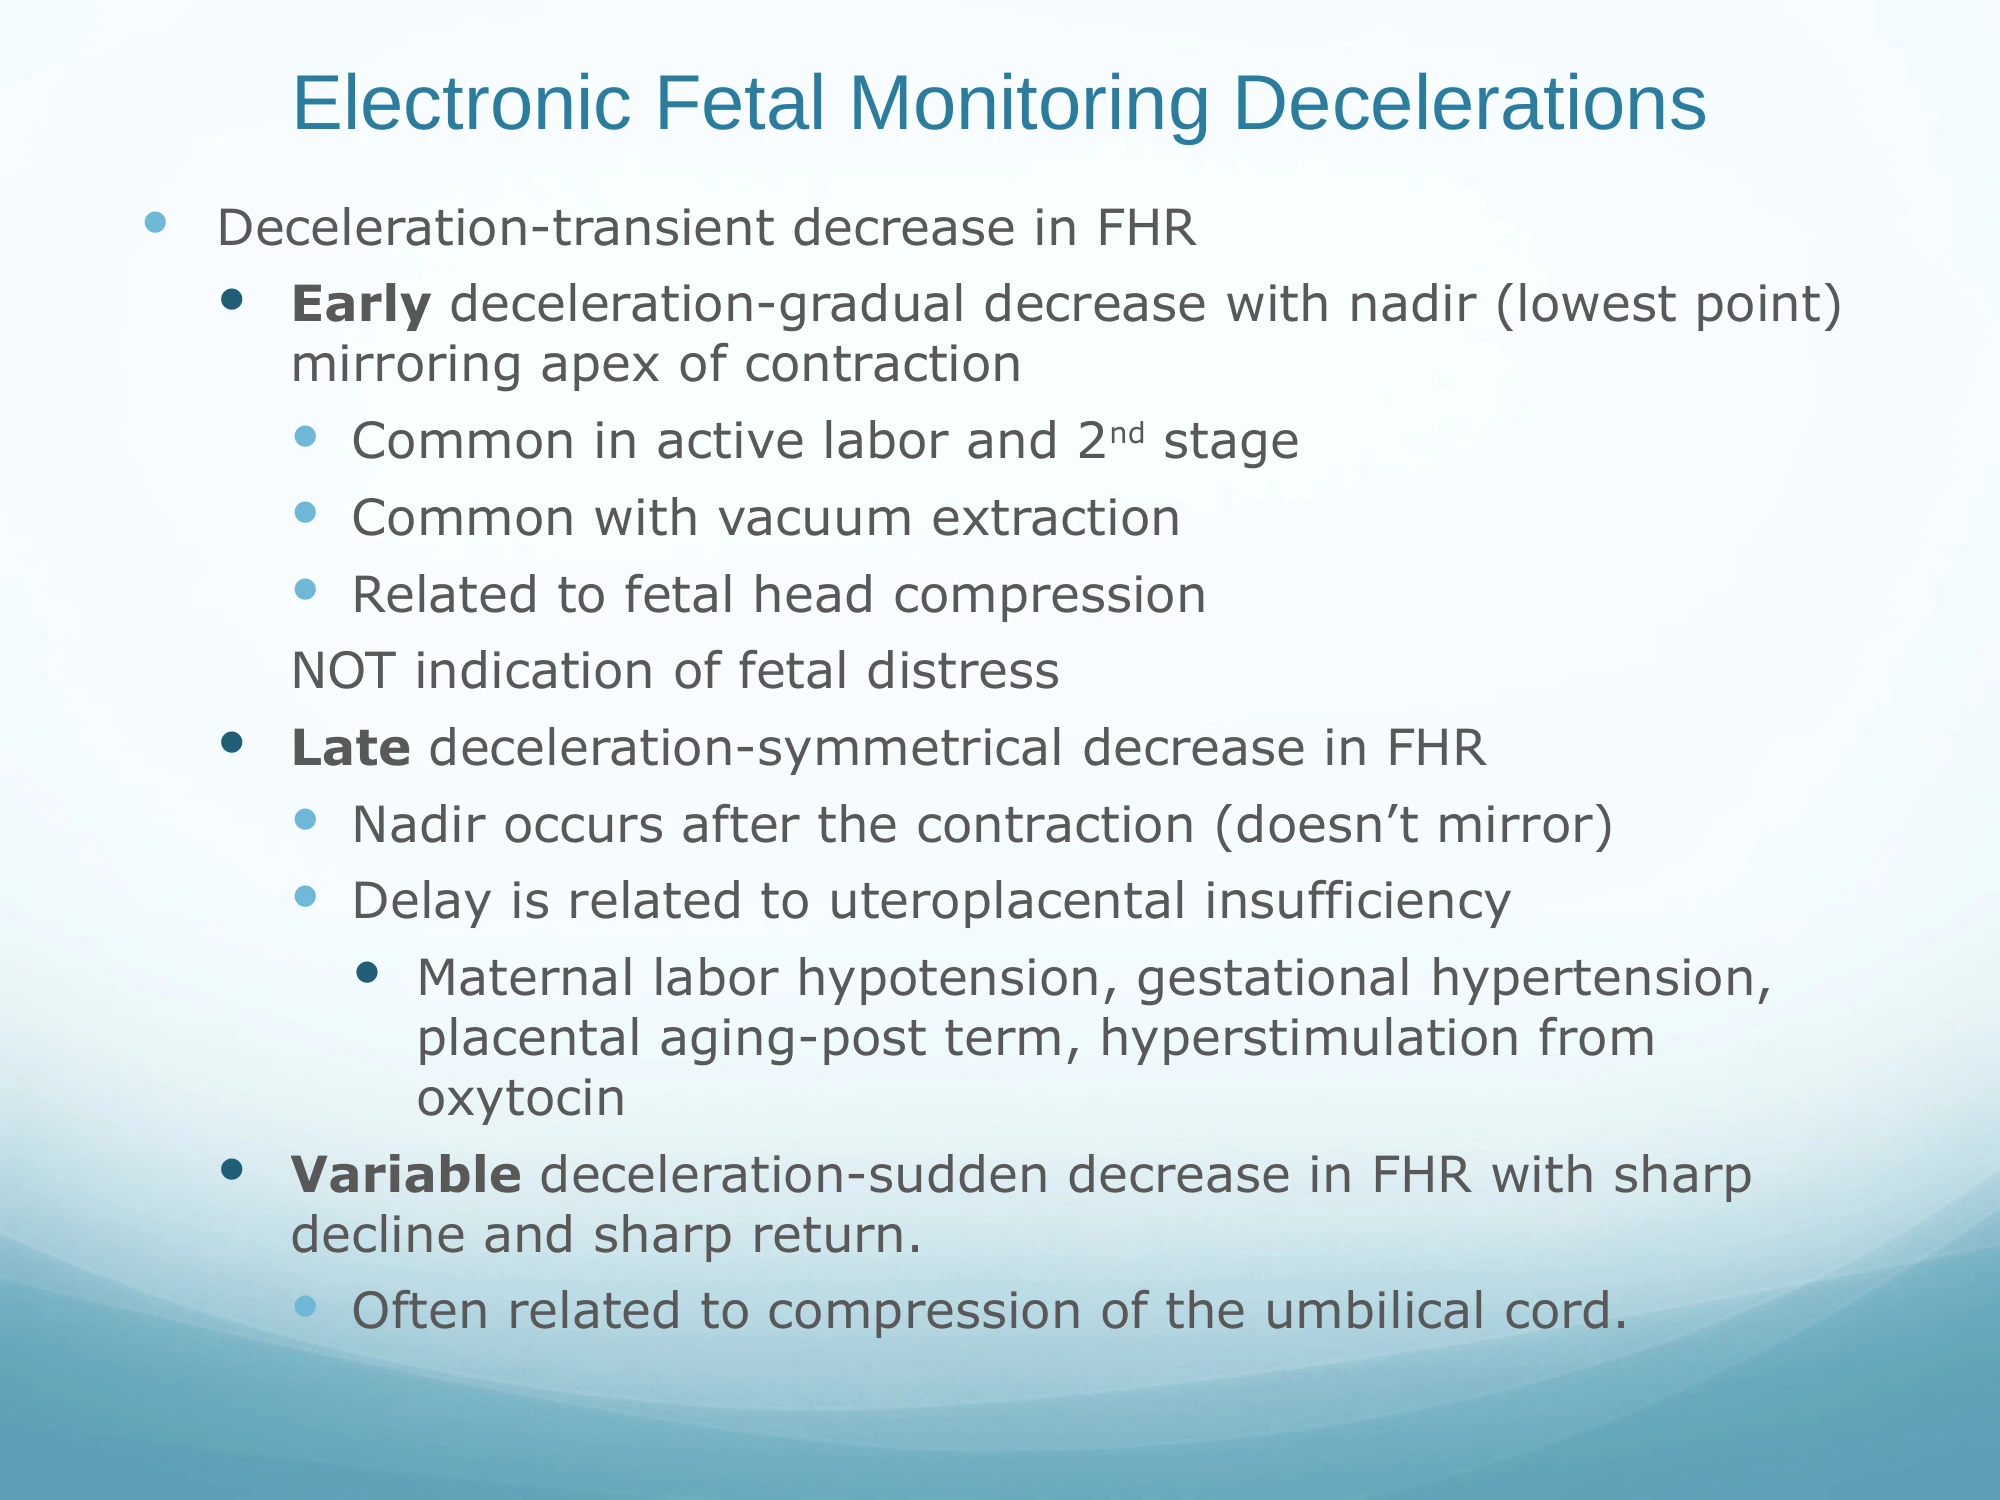 Electronic Fetal Monitoring Decelerations
• Deceleration-transient decrease in FHR
• Early deceleration-gradual decrease with nadir (lowest point)
mirroring apex of contraction
• Common in active labor and 2nd stage
• Common with vacuum extraction
• Related to fetal head compression
NOT indication of fetal distress
• Late deceleration-symmetrical decrease in FHR
• Nadir occurs after the contraction (doesn’t mirror)
• Delay is related to uteroplacental insufficiency
• Maternal labor hypotension, gestational hypertension,
placental aging-post term, hyperstimulation from
oxytocin
• Variable deceleration-sudden decrease in FHR with sharp
decline and sharp return.
• Often related to compression of the umbilical cord.